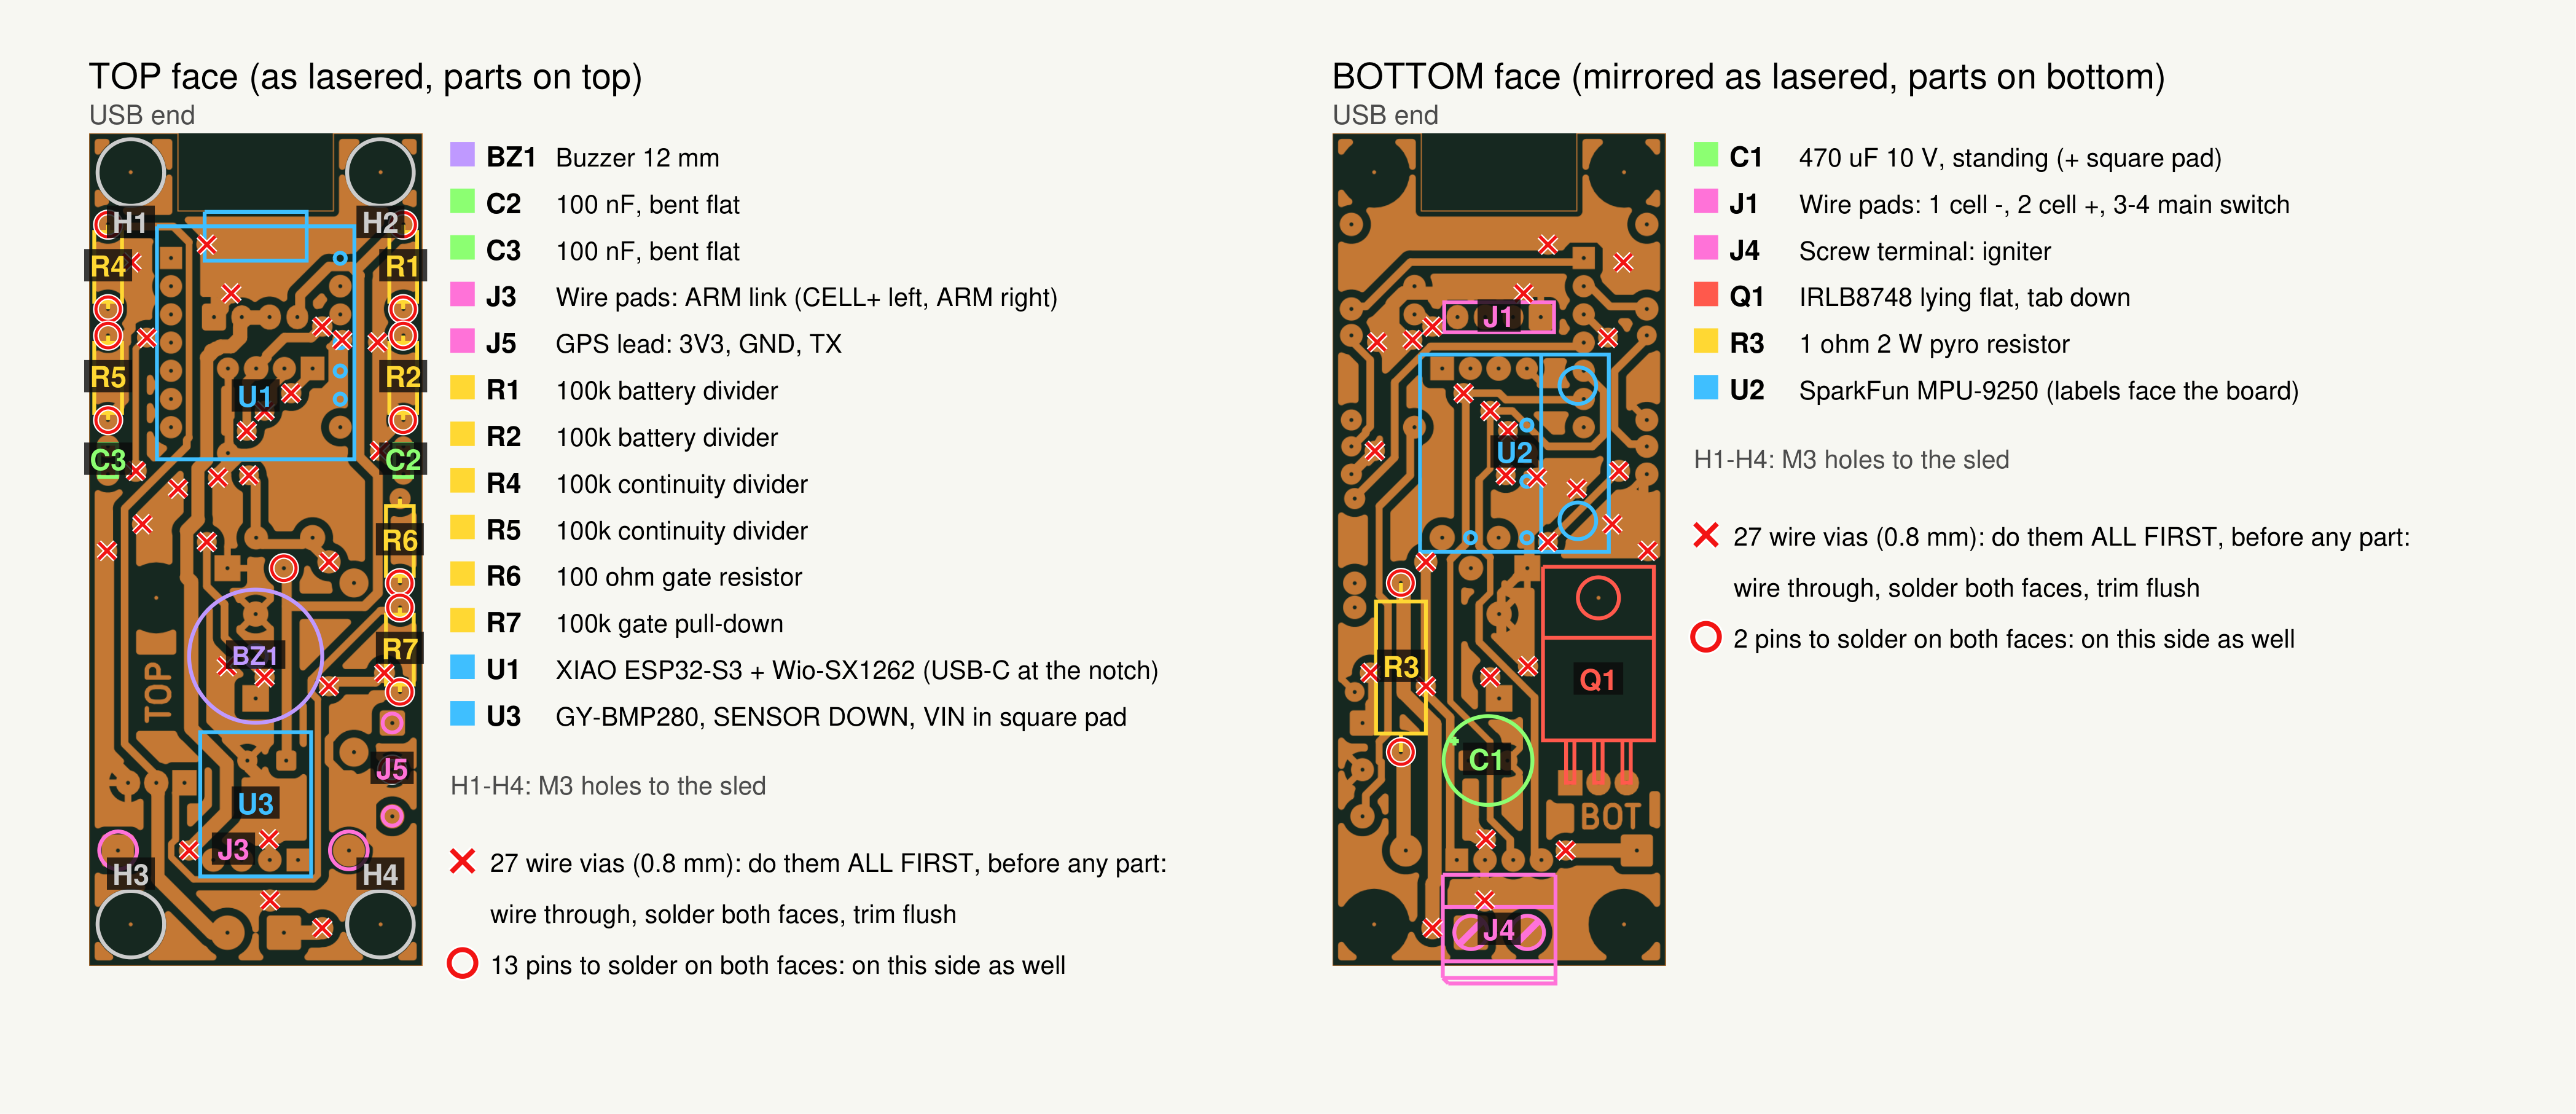 TOP face (as lasered, parts on top)
USB end
H1
H2
R4
R1
R5
R2
U1
C3
C2
R6
BZ1
R7
TOP
J5
U3
J3
H3
H4
BZ1 Buzzer 12 mm
C2 100 nF, bent flat
C3 100 nF, bent flat
J3 Wire pads: ARM link (CELL+ left, ARM right)
J5 GPS lead: 3V3, GND, TX
R1 100k battery divider
R2 100k battery divider
R4 100k continuity divider
R5 100k continuity divider
R6 100 ohm gate resistor
R7 100k gate pull-down
U1 XIAO ESP32-S3 + Wio-SX1262 (USB-C at the notch)
U3 GY-BMP280, SENSOR DOWN, VIN in square pad
H1-H4: M3 holes to the sled
27 wire vias (0.8 mm): do them ALL FIRST, before any part:
wire through, solder both faces, trim flush
13 pins to solder on both faces: on this side as well
BOTTOM face (mirrored as lasered, parts on bottom)
USB end
J1
U2
R3
Q1
C1
BOT
J4
C1 470 uF 10 V, standing (+ square pad)
J1 Wire pads: 1 cell -, 2 cell +, 3-4 main switch
J4 Screw terminal: igniter
Q1 IRLB8748 lying flat, tab down
R3 1 ohm 2 W pyro resistor
U2 SparkFun MPU-9250 (labels face the board)
H1-H4: M3 holes to the sled
27 wire vias (0.8 mm): do them ALL FIRST, before any part:
wire through, solder both faces, trim flush
2 pins to solder on both faces: on this side as well